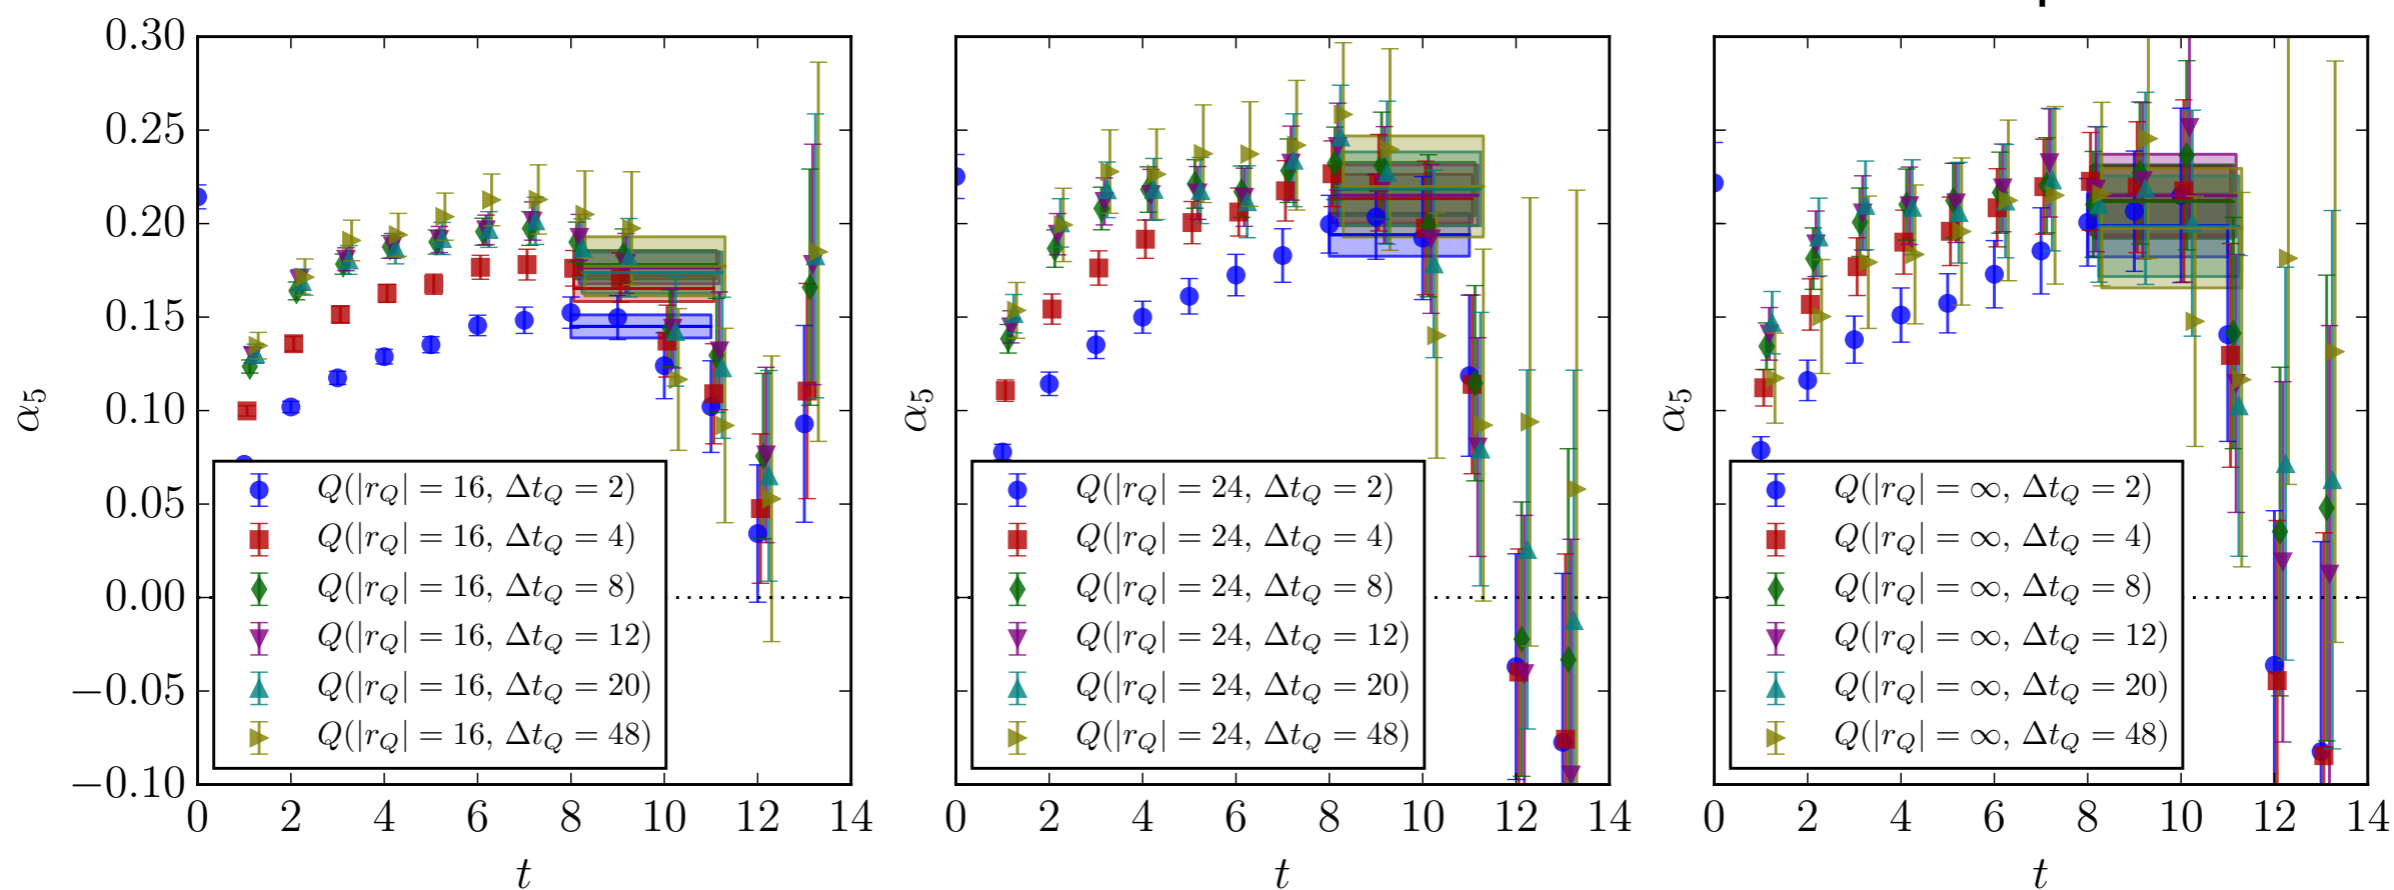 0.30
0.25
0.20
0.15
0.10
0.05
0.00
−0.05
−0.10
α5
0 2 4 6 8 10 12 14
t
Q(|rQ| = 16, ΔtQ = 2)
Q(|rQ| = 16, ΔtQ = 4)
Q(|rQ| = 16, ΔtQ = 8)
Q(|rQ| = 16, ΔtQ = 12)
Q(|rQ| = 16, ΔtQ = 20)
Q(|rQ| = 16, ΔtQ = 48)
α5
0 2 4 6 8 10 12 14
t
Q(|rQ| = 24, ΔtQ = 2)
Q(|rQ| = 24, ΔtQ = 4)
Q(|rQ| = 24, ΔtQ = 8)
Q(|rQ| = 24, ΔtQ = 12)
Q(|rQ| = 24, ΔtQ = 20)
Q(|rQ| = 24, ΔtQ = 48)
α5
0 2 4 6 8 10 12 14
t
Q(|rQ| = ∞, ΔtQ = 2)
Q(|rQ| = ∞, ΔtQ = 4)
Q(|rQ| = ∞, ΔtQ = 8)
Q(|rQ| = ∞, ΔtQ = 12)
Q(|rQ| = ∞, ΔtQ = 20)
Q(|rQ| = ∞, ΔtQ = 48)